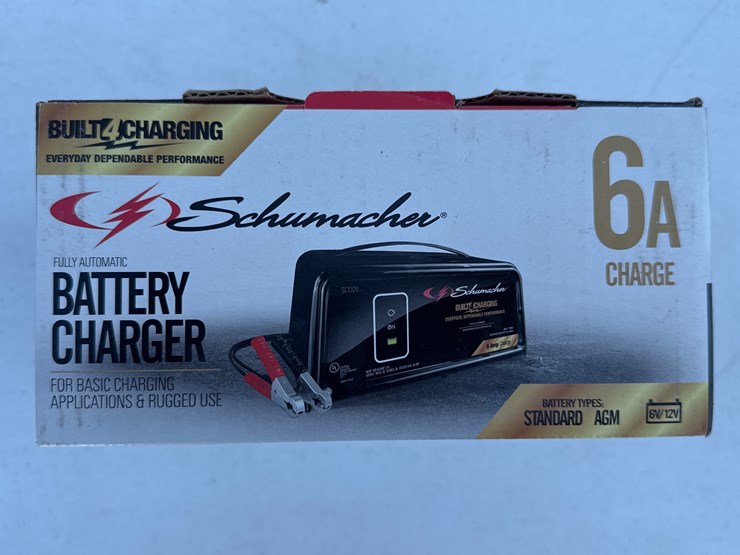 BUILT4CHARGING
EVERYDAY DEPENDABLE PERFORMANCE
Schumacher®
6A
CHARGE
FULLY AUTOMATIC
BATTERY
CHARGER
FOR BASIC CHARGING
APPLICATIONS & RUGGED USE
Schumacher
BUILT4CHARGING
EVERYDAY DEPENDABLE PERFORMANCE
ON
BATTERY TYPES:
STANDARD AGM
6V/12V